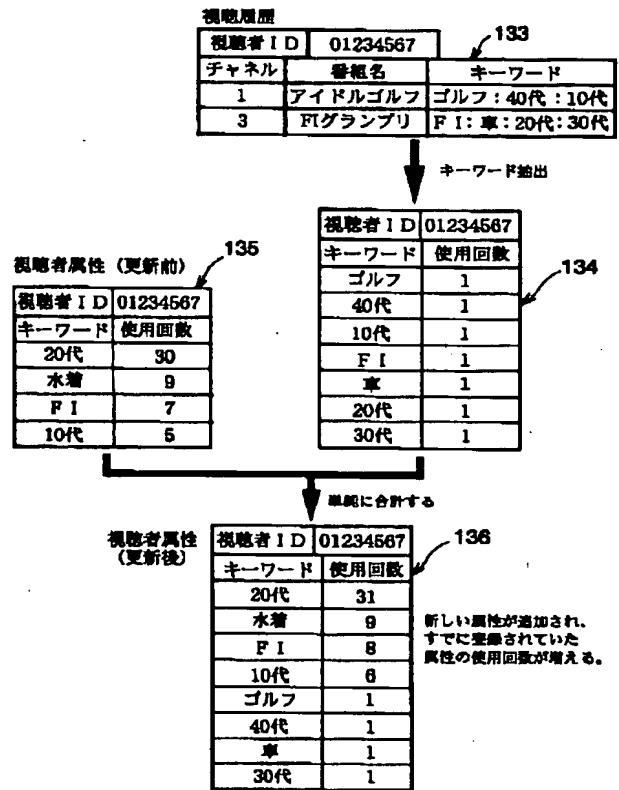 視聴履歴
視聴者ID 01234567
133
チャネル 番組名 キーワード
1 アイドルゴルフ ゴルフ:40代:10代
3 FIグランプリ FI:車:20代:30代
キーワード抽出
視聴者ID 01234567
キーワード 使用回数
134
ゴルフ 1
40代 1
10代 1
FI 1
車 1
20代 1
30代 1
視聴者属性(更新前)
135
視聴者ID 01234567
キーワード 使用回数
20代 30
水着 9
FI 7
10代 5
単純に合計する
視聴者属性
(更新後)
視聴者ID 01234567
136
キーワード 使用回数
20代 31
水着 9
FI 8
10代 6
ゴルフ 1
40代 1
車 1
30代 1
新しい属性が追加され、
すでに登録されていた
属性の使用回数が増える。